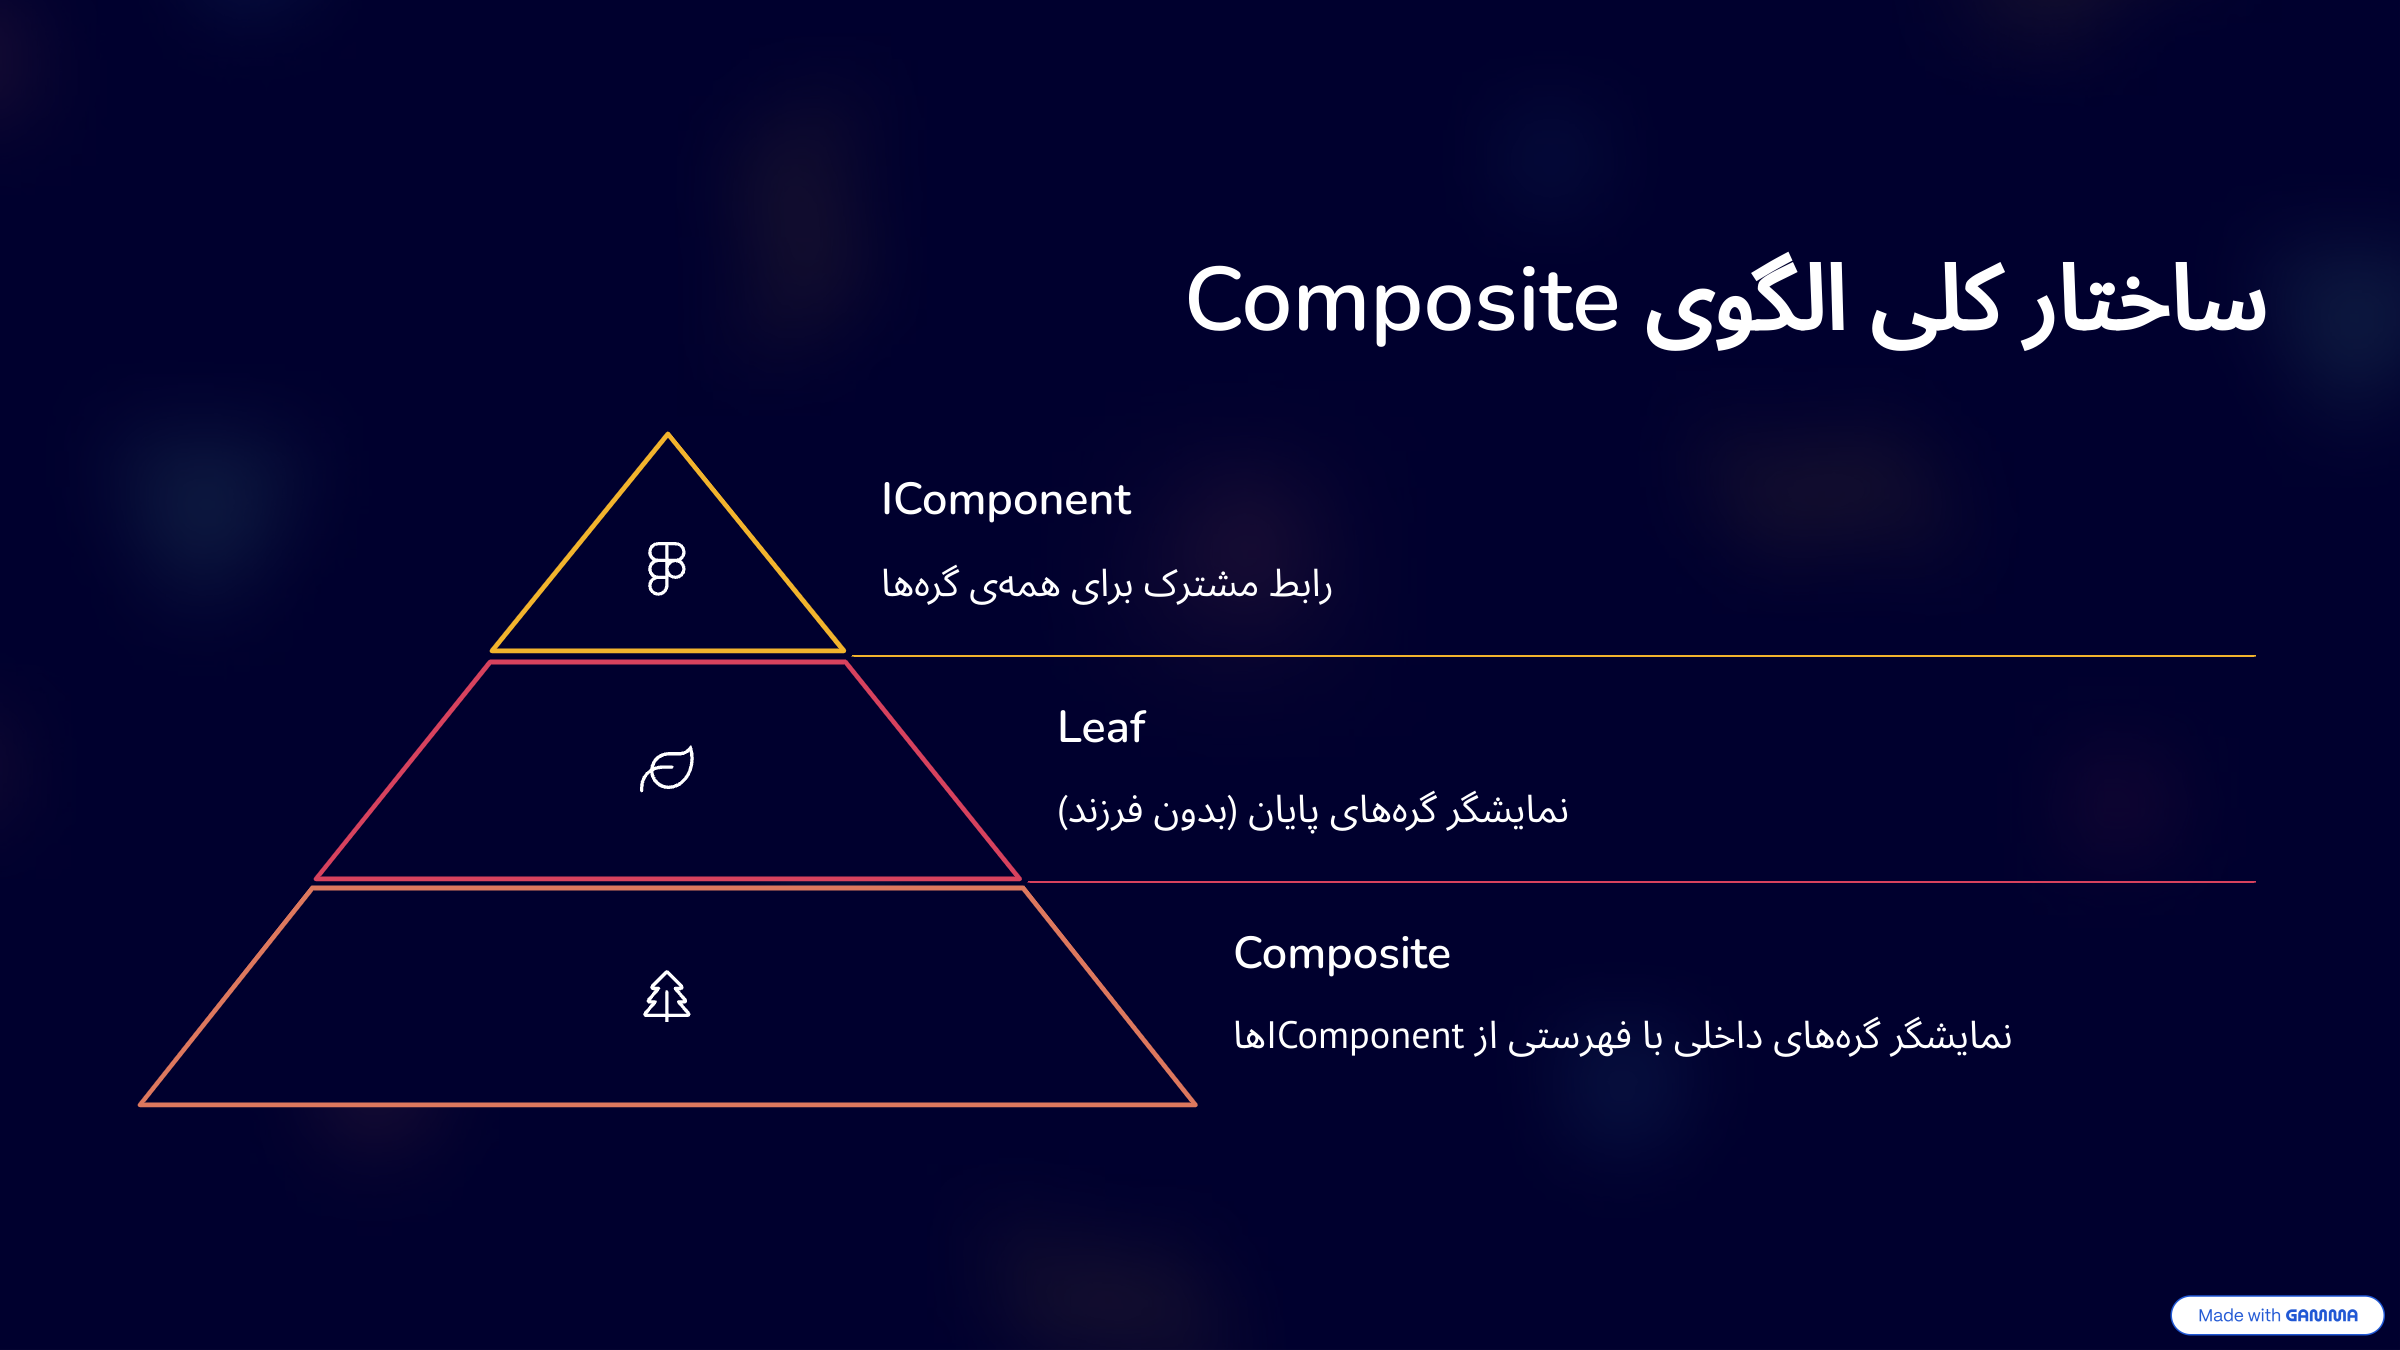 ساختار کلی الگوی Composite
IComponent
رابط مشترک برای همه‌ی گره‌ها
Leaf
نمایشگر گره‌های پایان (بدون فرزند)
Composite
نمایشگر گره‌های داخلی با فهرستی از IComponentها
Made with GAMMA